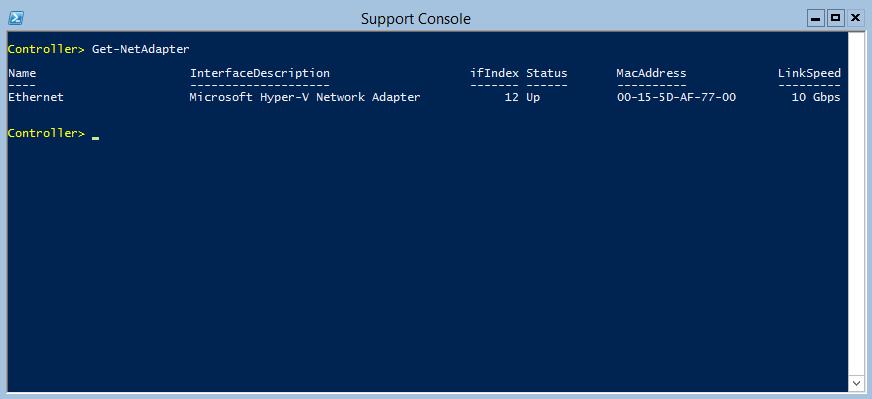 Support Console
Controller> Get-NetAdapter
Name InterfaceDescription ifIndex Status MacAddress LinkSpeed
---- -------------------- ------- ------ ---------- ---------
Ethernet Microsoft Hyper-V Network Adapter 12 Up 00-15-5D-AF-77-00 10 Gbps
Controller> _